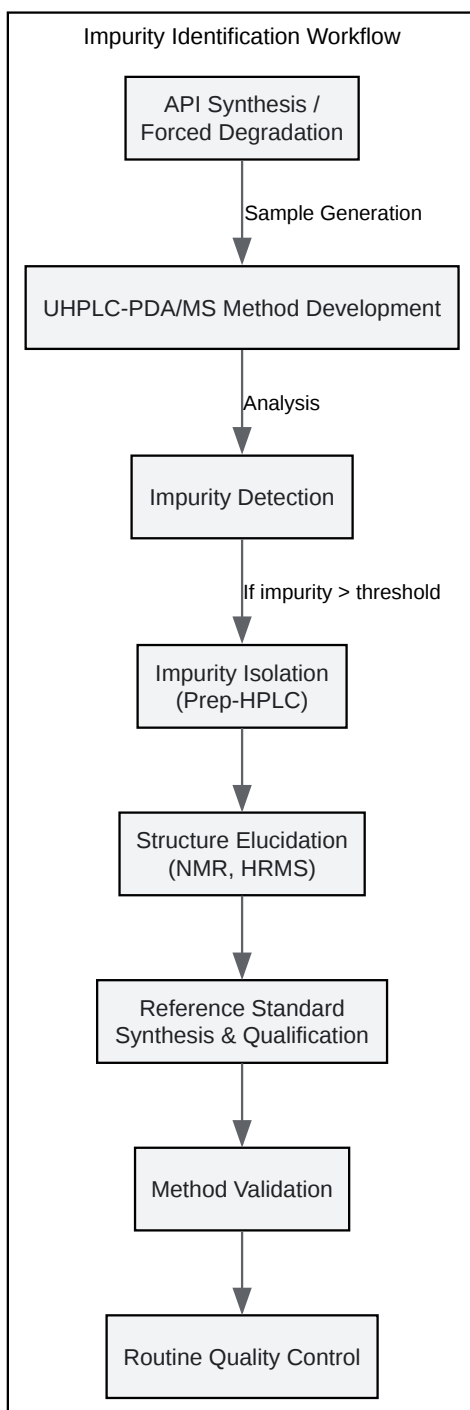 Impurity Identification Workflow
API Synthesis /
Forced Degradation
Sample Generation
UHPLC-PDA/MS Method Development
Analysis
Impurity Detection
If impurity > threshold
Impurity Isolation
(Prep-HPLC)
Structure Elucidation
(NMR, HRMS)
Reference Standard
Synthesis & Qualification
Method Validation
Routine Quality Control